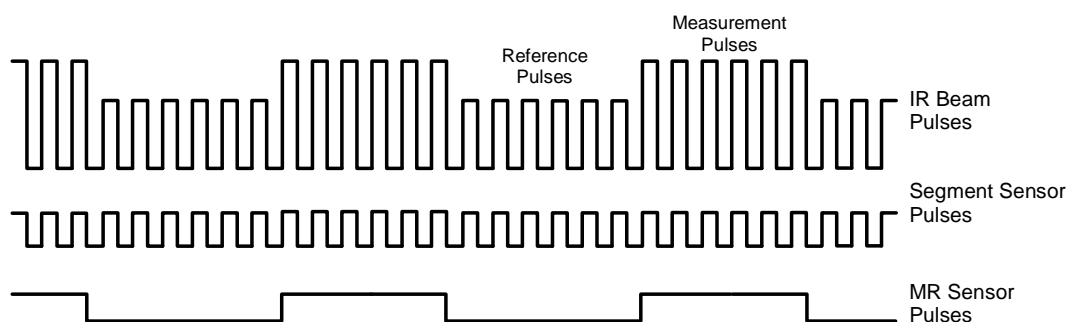 Measurement
Pulses
Reference
Pulses
IR Beam
Pulses
Segment Sensor
Pulses
MR Sensor
Pulses